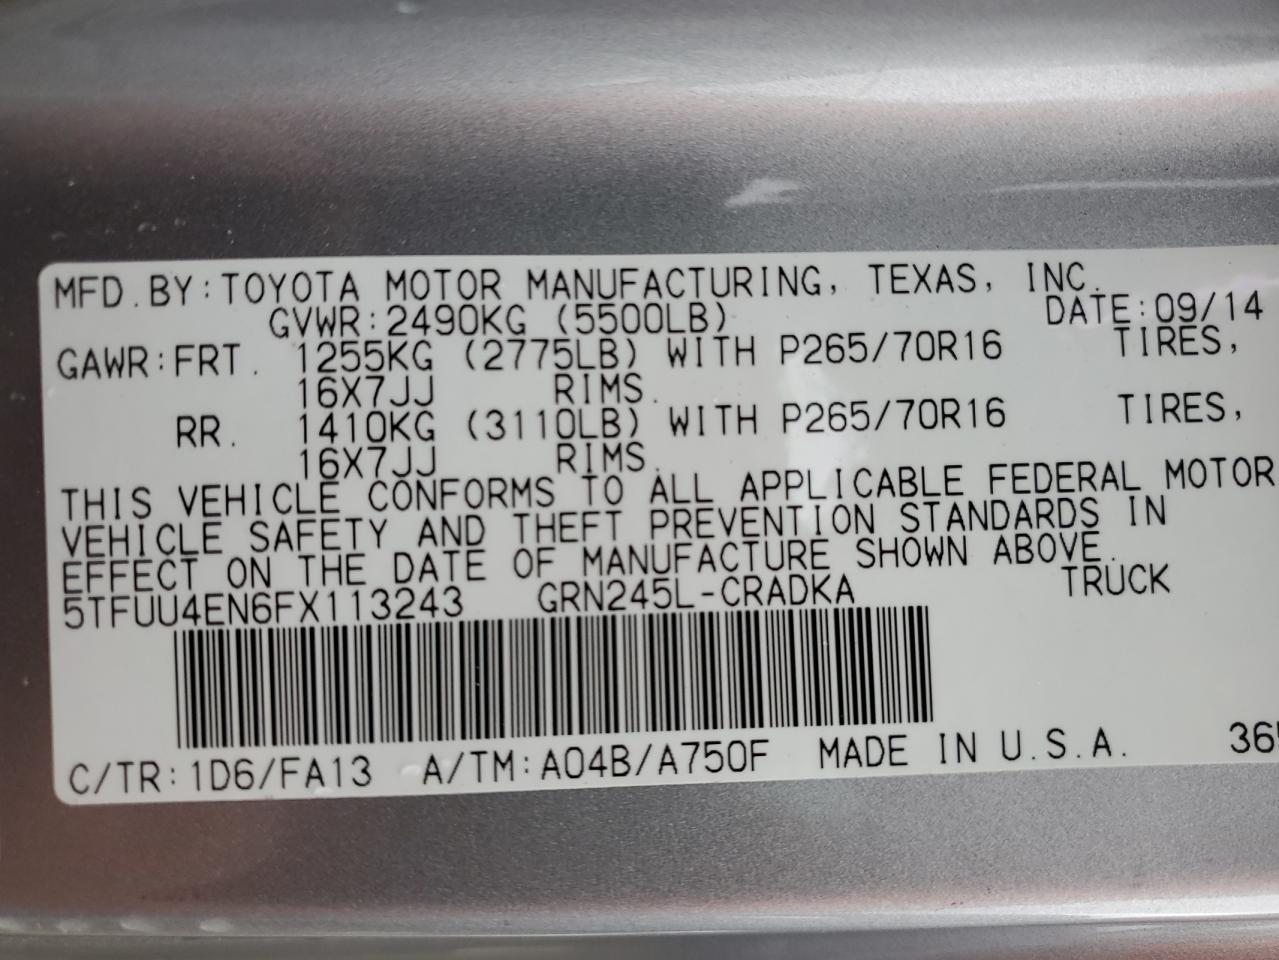 MFD.BY:TOYOTA MOTOR MANUFACTURING, TEXAS, INC.
GVWR:2490KG (5500LB) DATE:09/14
GAWR:FRT. 1255KG (2775LB) WITH P265/70R16 TIRES,
16X7JJ RIMS.
RR. 1410KG (3110LB) WITH P265/70R16 TIRES,
16X7JJ RIMS.
THIS VEHICLE CONFORMS TO ALL APPLICABLE FEDERAL MOTOR
VEHICLE SAFETY AND THEFT PREVENTION STANDARDS IN
EFFECT ON THE DATE OF MANUFACTURE SHOWN ABOVE.
5TFUU4EN6FX113243 GRN245L-CRADKA TRUCK
C/TR:1D6/FA13 A/TM:A04B/A750F MADE IN U.S.A.